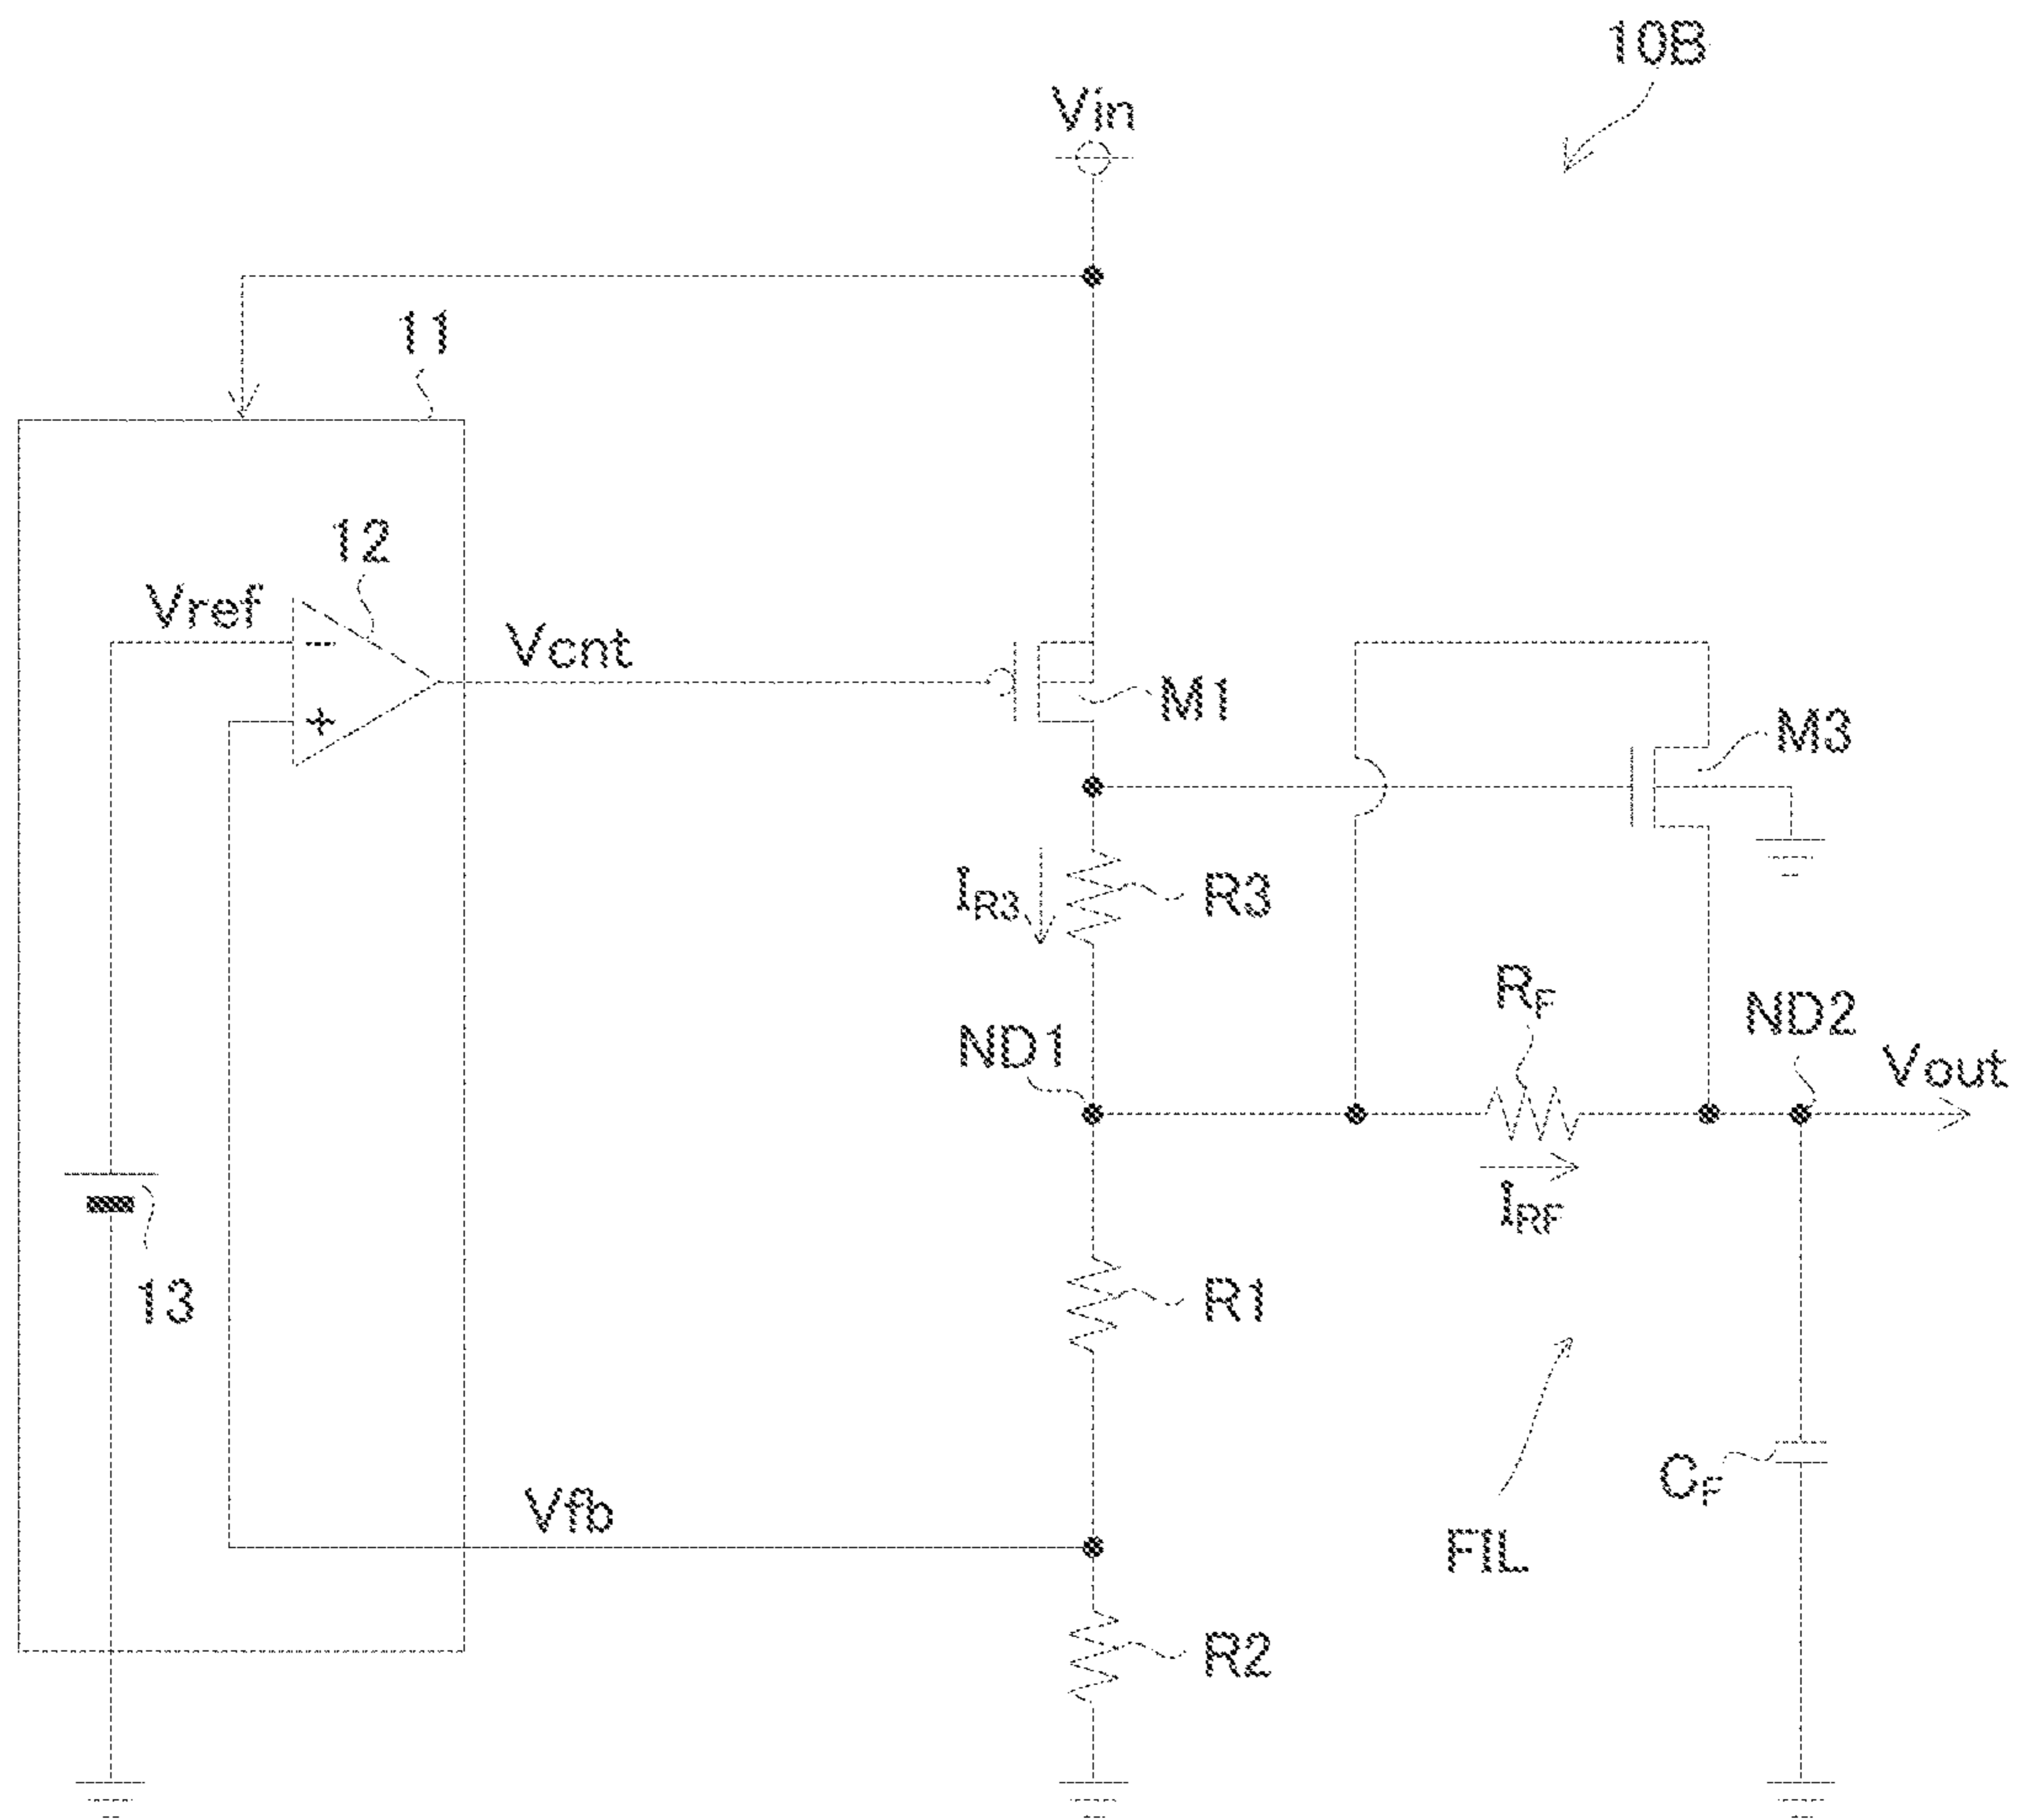 10B
Vin
11
12
Vref
-
+
Vcnt
M1
M3
IR3
R3
RF
ND1
ND2
Vout
IRF
13
R1
CF
Vfb
FIL
R2